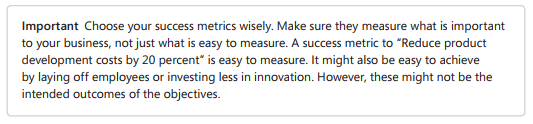 Important  Choose your success metrics wisely. Make sure they measure what is important
to your business, not just what is easy to measure. A success metric to “Reduce product
development costs by 20 percent” is easy to measure. It might also be easy to achieve
by laying off employees or investing less in innovation. However, these might not be the
intended outcomes of the objectives.